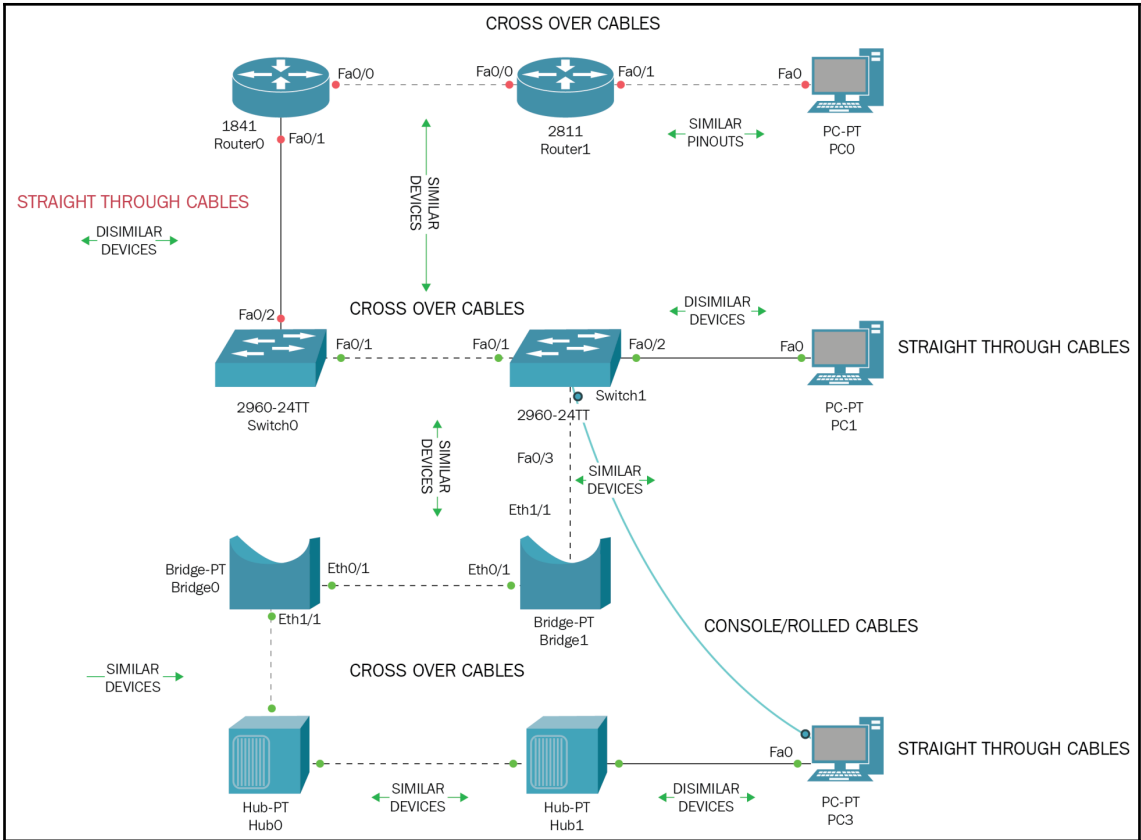 CROSS OVER CABLES
Fa0/0
Fa0/0
Fa0/1
Fa0
1841
Router0
Fa0/1
2811
Router1
SIMILAR
PINOUTS
PC-PT
PC0
SIMILAR
DEVICES
STRAIGHT THROUGH CABLES
DISIMILAR
DEVICES
CROSS OVER CABLES
DISIMILAR
DEVICES
Fa0/2
Fa0/1
Fa0/1
Fa0/2
Fa0
STRAIGHT THROUGH CABLES
2960-24TT
Switch0
Switch1
2960-24TT
PC-PT
PC1
SIMILAR
DEVICES
Fa0/3
SIMILAR
DEVICES
Eth1/1
Bridge-PT
Bridge0
Eth0/1
Eth0/1
Eth1/1
Bridge-PT
Bridge1
CONSOLE/ROLLED CABLES
SIMILAR
DEVICES
CROSS OVER CABLES
Fa0
STRAIGHT THROUGH CABLES
Hub-PT
Hub0
SIMILAR
DEVICES
Hub-PT
Hub1
DISIMILAR
DEVICES
PC-PT
PC3